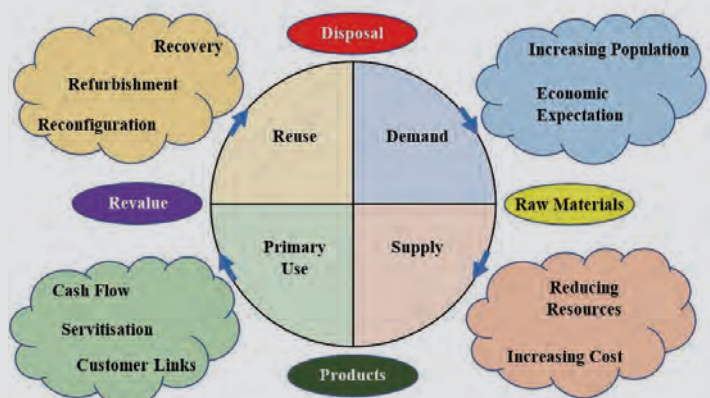 Disposal
Recovery
Refurbishment
Reconfiguration
Increasing Population
Economic
Expectation
Reuse
Demand
Revalue
Raw Materials
Primary
Use
Supply
Cash Flow
Servitisation
Customer Links
Reducing
Resources
Increasing Cost
Products